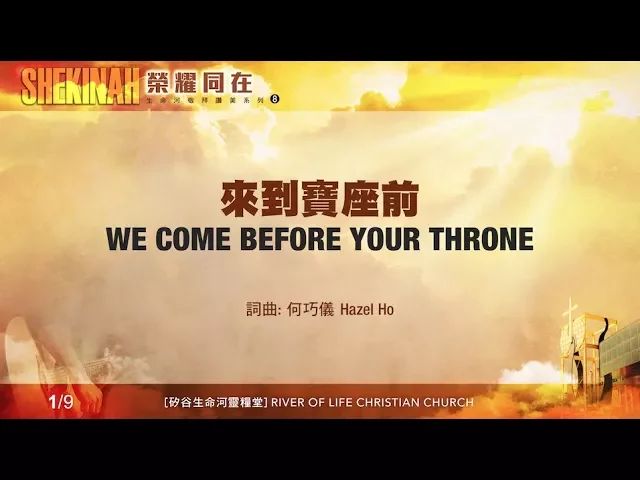 SHEKINAH 榮耀同在
生命河敬拜讚美系列 8
來到寶座前
WE COME BEFORE YOUR THRONE
詞曲: 何巧儀 Hazel Ho
1/9
[矽谷生命河靈糧堂] RIVER OF LIFE CHRISTIAN CHURCH